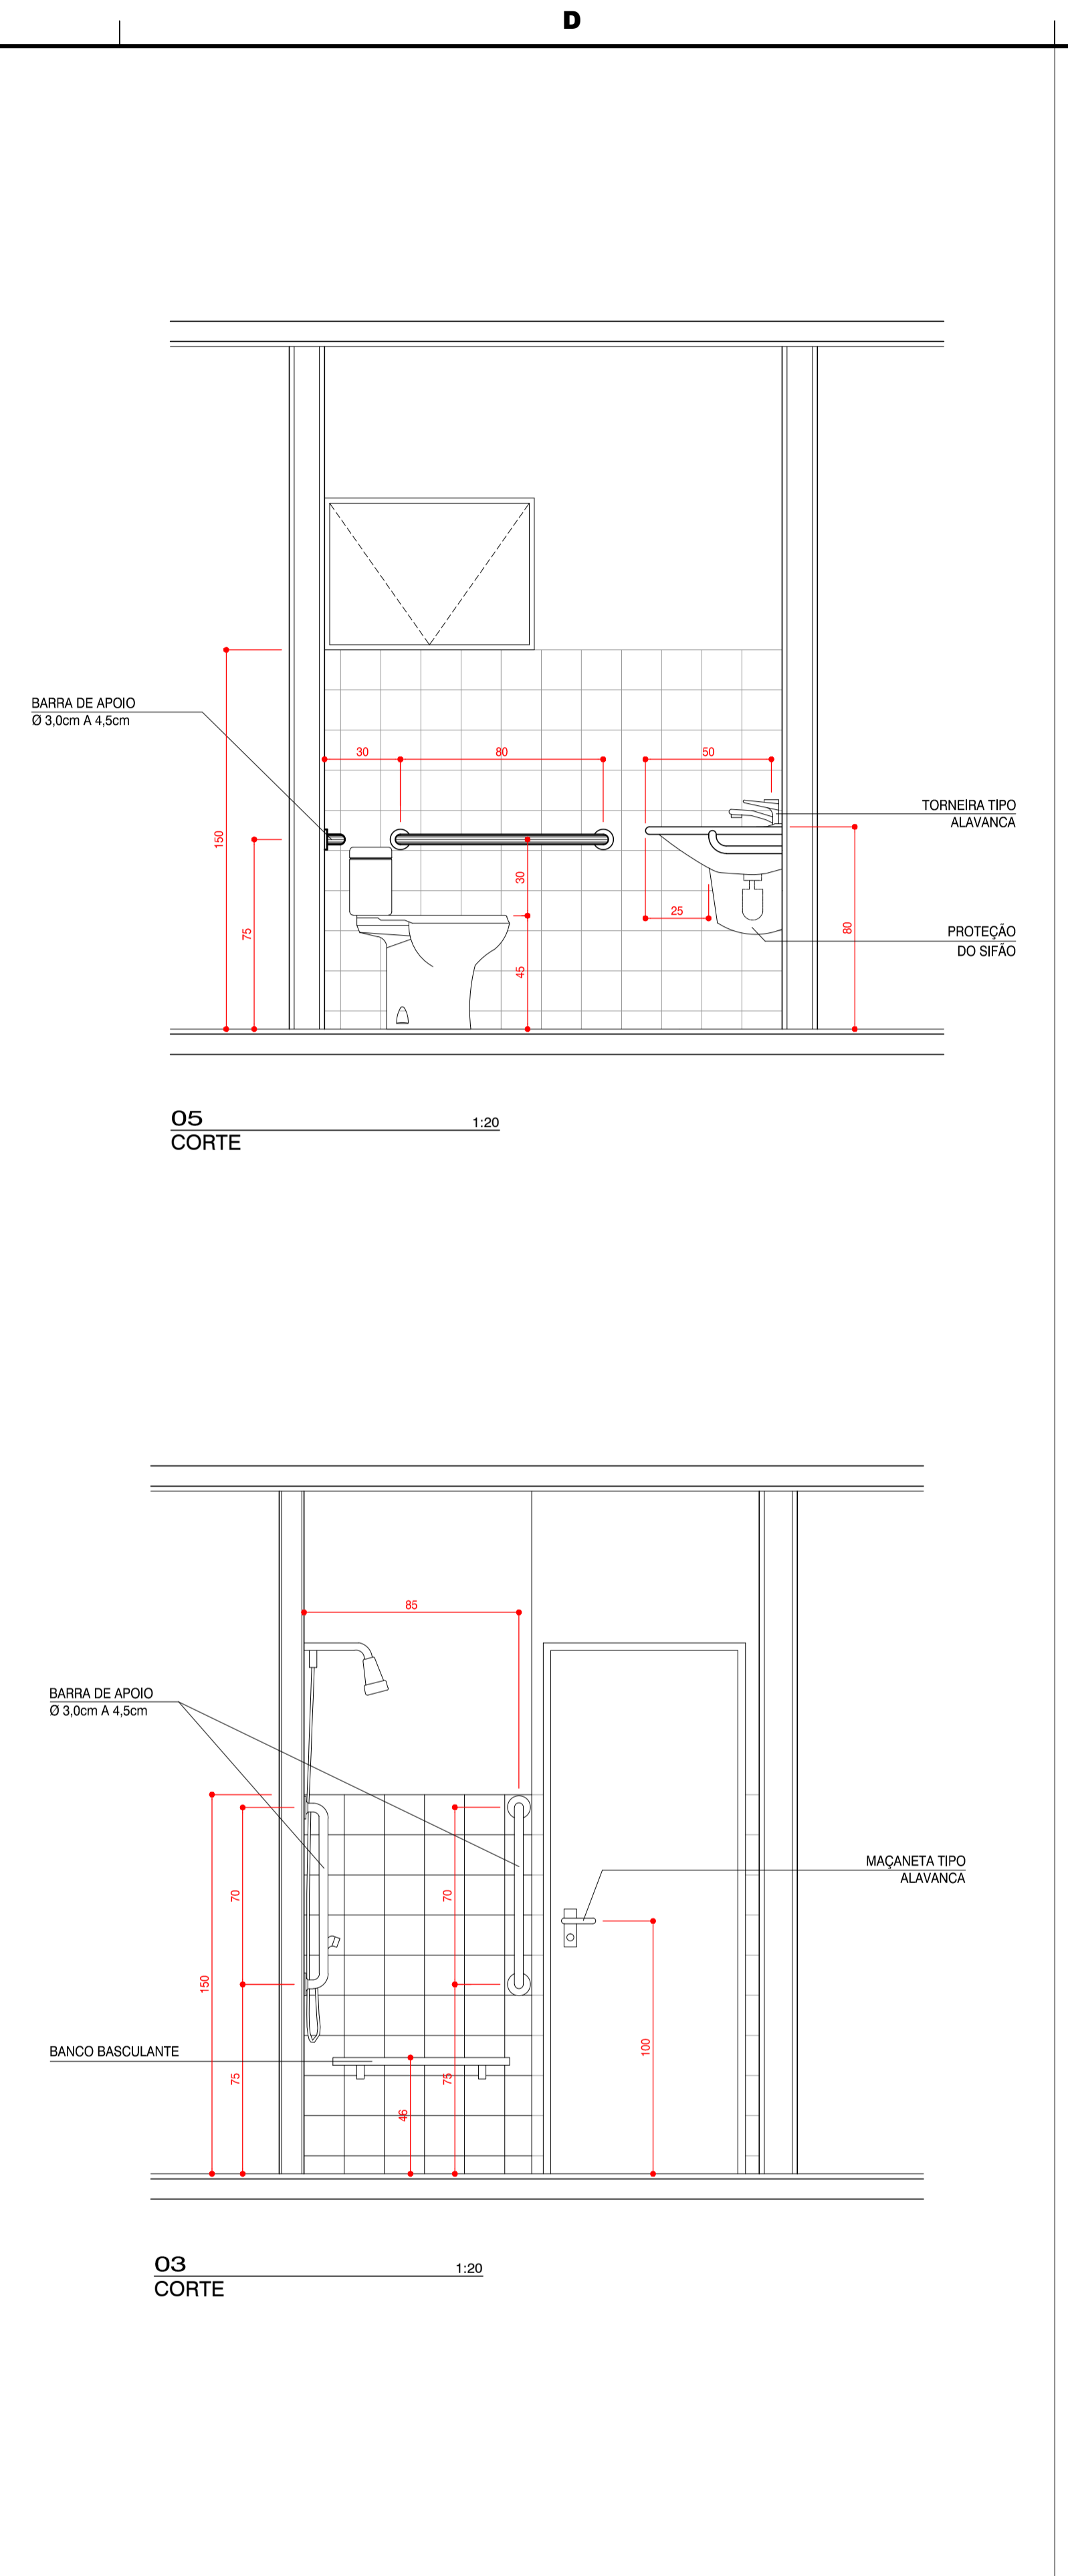 D
BARRA DE APOIO
Ø 3,0cm A 4,5cm
30
80
50
TORNEIRA TIPO
ALAVANCA
150
75
30
45
25
80
PROTEÇÃO
DO SIFÃO
05
1:20
CORTE
85
BARRA DE APOIO
Ø 3,0cm A 4,5cm
MAÇANETA TIPO
ALAVANCA
70
70
150
100
BANCO BASCULANTE
75
75
46
03
1:20
CORTE